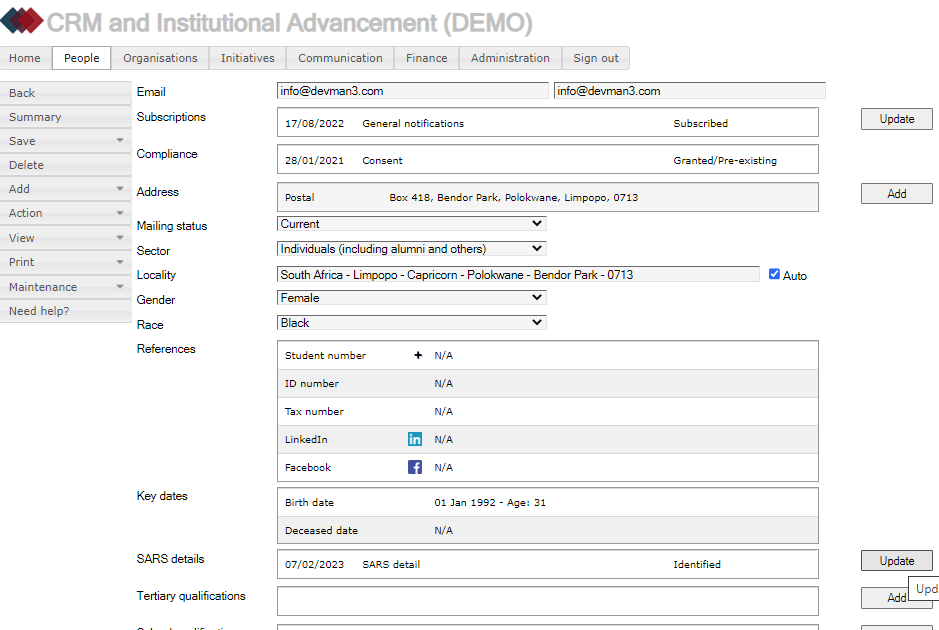 CRM and Institutional Advancement (DEMO)
Home People Organisations Initiatives Communication Finance Administration Sign out
Back
Summary
Save
Delete
Add
Action
View
Print
Maintenance
Need help?
Email info@devman3.com info@devman3.com
Subscriptions 17/08/2022 General notifications Subscribed Update
Compliance 28/01/2021 Consent Granted/Pre-existing
Address Postal Box 418, Bendor Park, Polokwane, Limpopo, 0713 Add
Mailing status Current
Sector Individuals (including alumni and others)
Locality South Africa - Limpopo - Capricorn - Polokwane - Bendor Park - 0713 Auto
Gender Female
Race Black
References Student number + N/A
ID number N/A
Tax number N/A
LinkedIn in N/A
Facebook f N/A
Key dates Birth date 01 Jan 1992 - Age: 31
Deceased date N/A
SARS details 07/02/2023 SARS detail Identified Update
Tertiary qualifications Add Upd